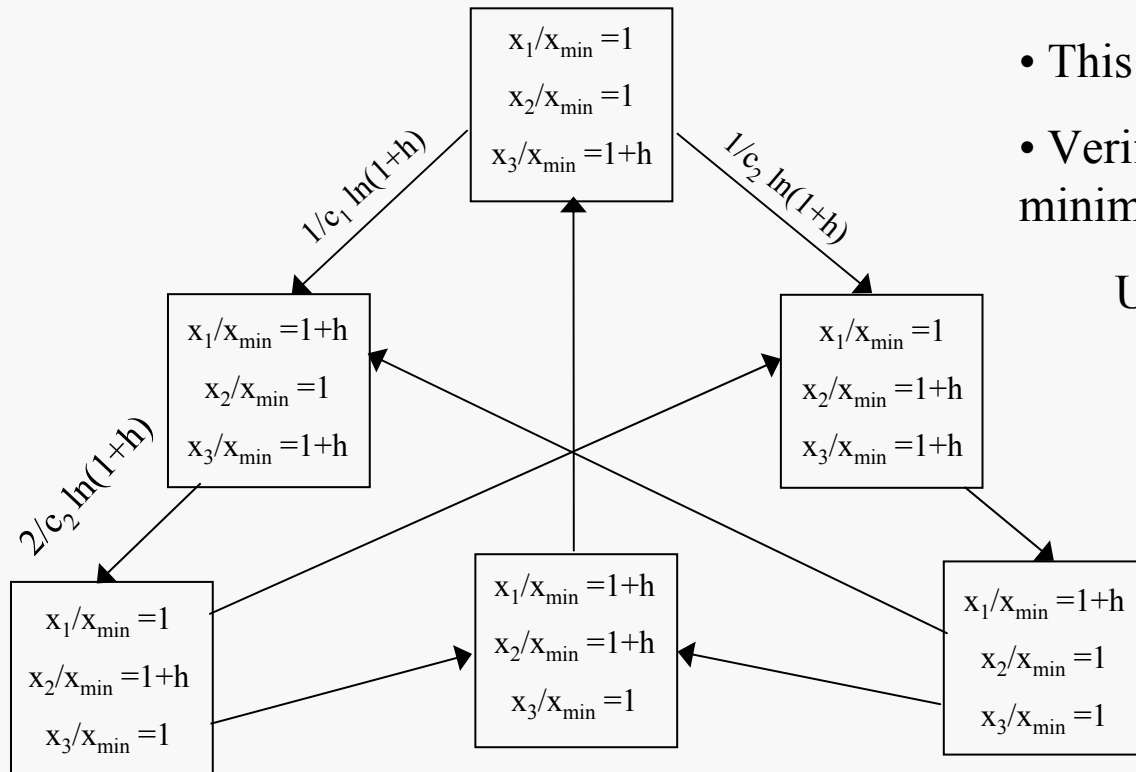 x₁/xₘᵢₙ =1
x₂/xₘᵢₙ =1
x₃/xₘᵢₙ =1+h
• This
• Verif
minim
U
1/c₁ ln(1+h)
1/c₂ ln(1+h)
x₁/xₘᵢₙ =1+h
x₂/xₘᵢₙ =1
x₃/xₘᵢₙ =1+h
x₁/xₘᵢₙ =1
x₂/xₘᵢₙ =1+h
x₃/xₘᵢₙ =1+h
2/c₂ ln(1+h)
x₁/xₘᵢₙ =1
x₂/xₘᵢₙ =1+h
x₃/xₘᵢₙ =1
x₁/xₘᵢₙ =1+h
x₂/xₘᵢₙ =1+h
x₃/xₘᵢₙ =1
x₁/xₘᵢₙ =1+h
x₂/xₘᵢₙ =1
x₃/xₘᵢₙ =1